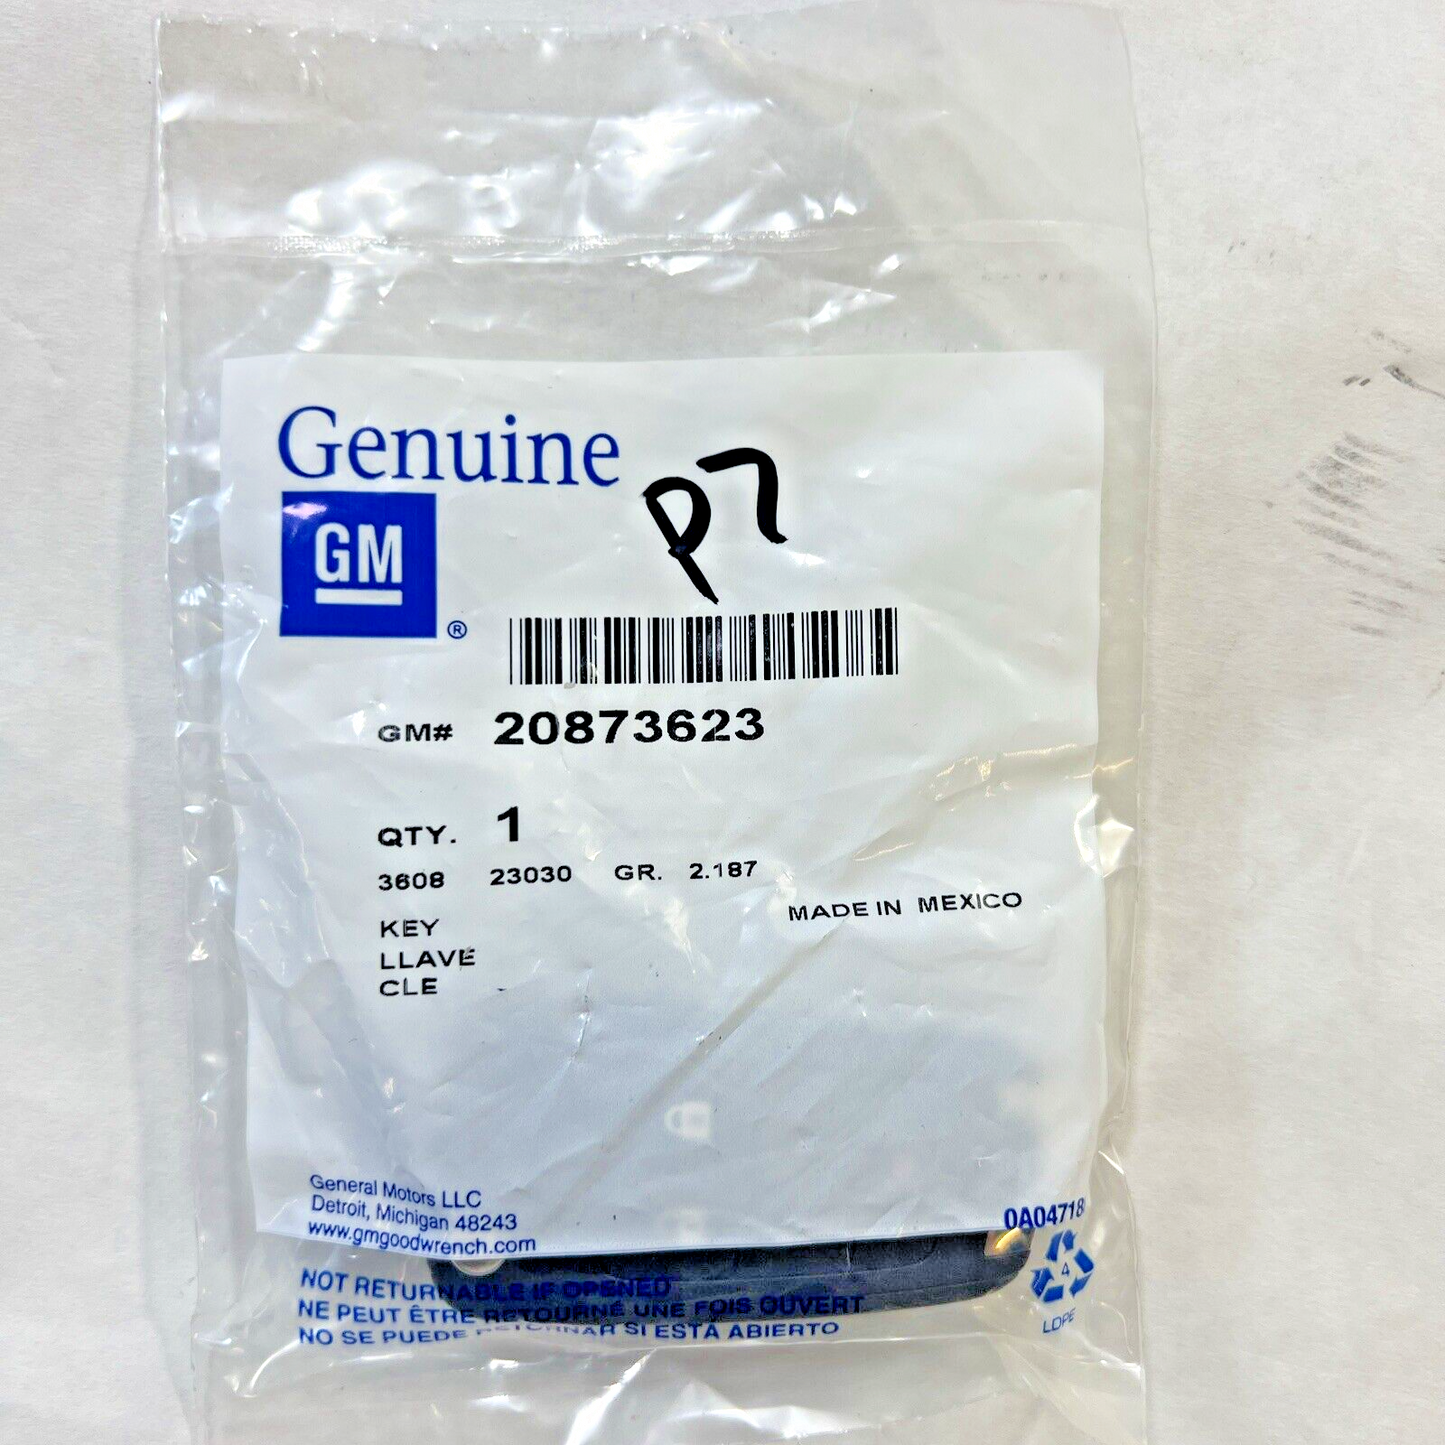 Genuine
P7
GM
®
GM# 20873623
QTY. 1
3608 23030 GR. 2.187
MADE IN MEXICO
KEY
LLAVE
CLE
General Motors LLC
Detroit, Michigan 48243
www.gmgoodwrench.com
0A04718
NOT RETURNABLE IF OPENED
NE PEUT ÊTRE RETOURNÉ UNE FOIS OUVERT
NO SE PUEDE RETORNAR SI ESTA ABIERTO
4
LDPE